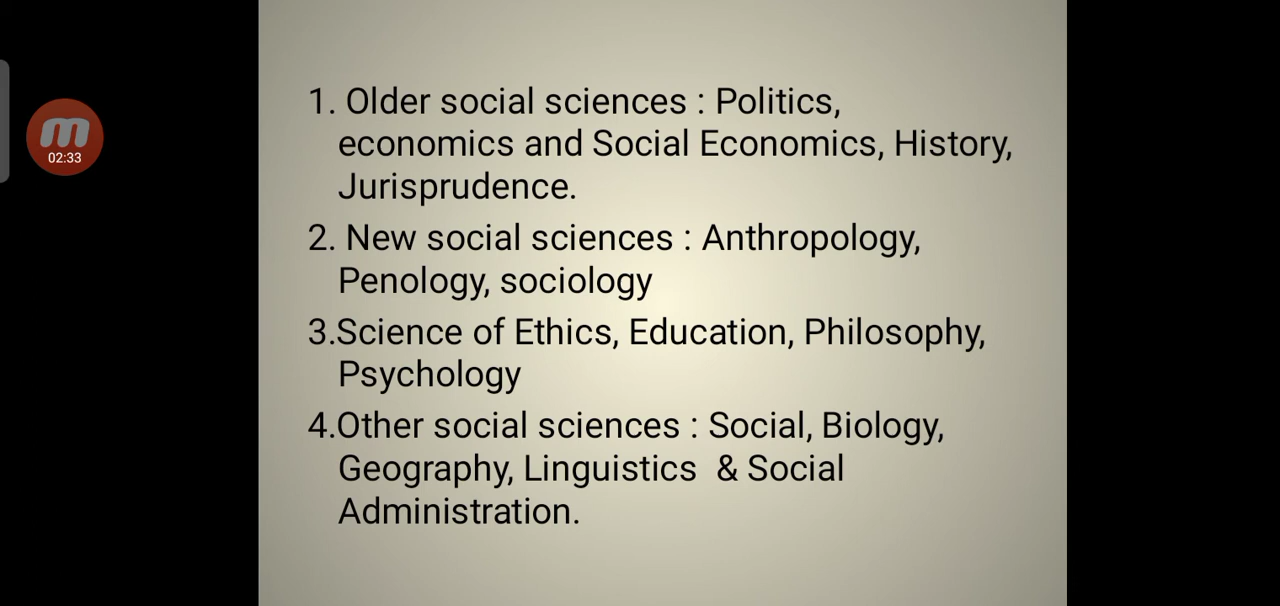 1. Older social sciences : Politics,
economics and Social Economics, History,
Jurisprudence.
2. New social sciences : Anthropology,
Penology, sociology
3.Science of Ethics, Education, Philosophy,
Psychology
4.Other social sciences : Social, Biology,
Geography, Linguistics & Social
Administration.
m
02:33